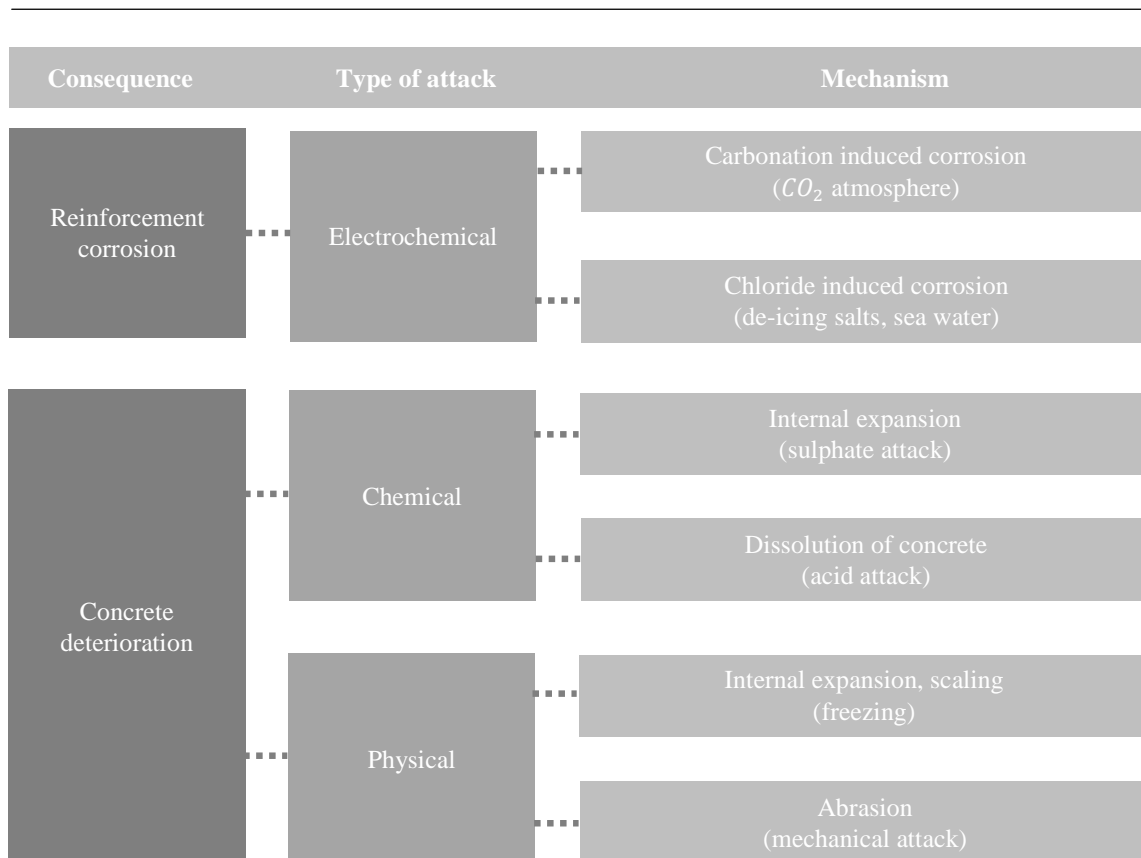 Consequence
Type of attack
Mechanism
Reinforcement
corrosion
Electrochemical
Carbonation induced corrosion
(CO₂ atmosphere)
Chloride induced corrosion
(de-icing salts, sea water)
Concrete
deterioration
Chemical
Internal expansion
(sulphate attack)
Dissolution of concrete
(acid attack)
Physical
Internal expansion, scaling
(freezing)
Abrasion
(mechanical attack)